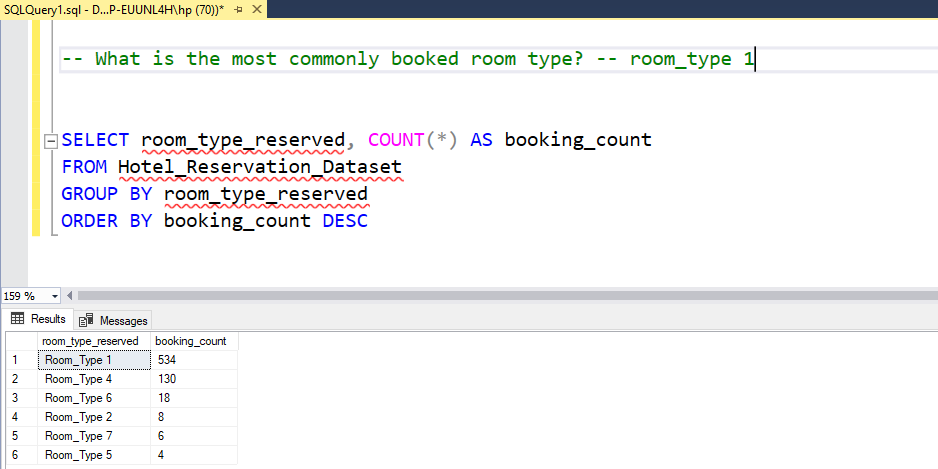 SQLQuery1.sql - D...P-EUUNL4H\hp (70))*
-- What is the most commonly booked room type? -- room_type 1
SELECT room_type_reserved, COUNT(*) AS booking_count
FROM Hotel_Reservation_Dataset
GROUP BY room_type_reserved
ORDER BY booking_count DESC
159 %
Results Messages
room_type_reserved booking_count
1 Room_Type 1 534
2 Room_Type 4 130
3 Room_Type 6 18
4 Room_Type 2 8
5 Room_Type 7 6
6 Room_Type 5 4